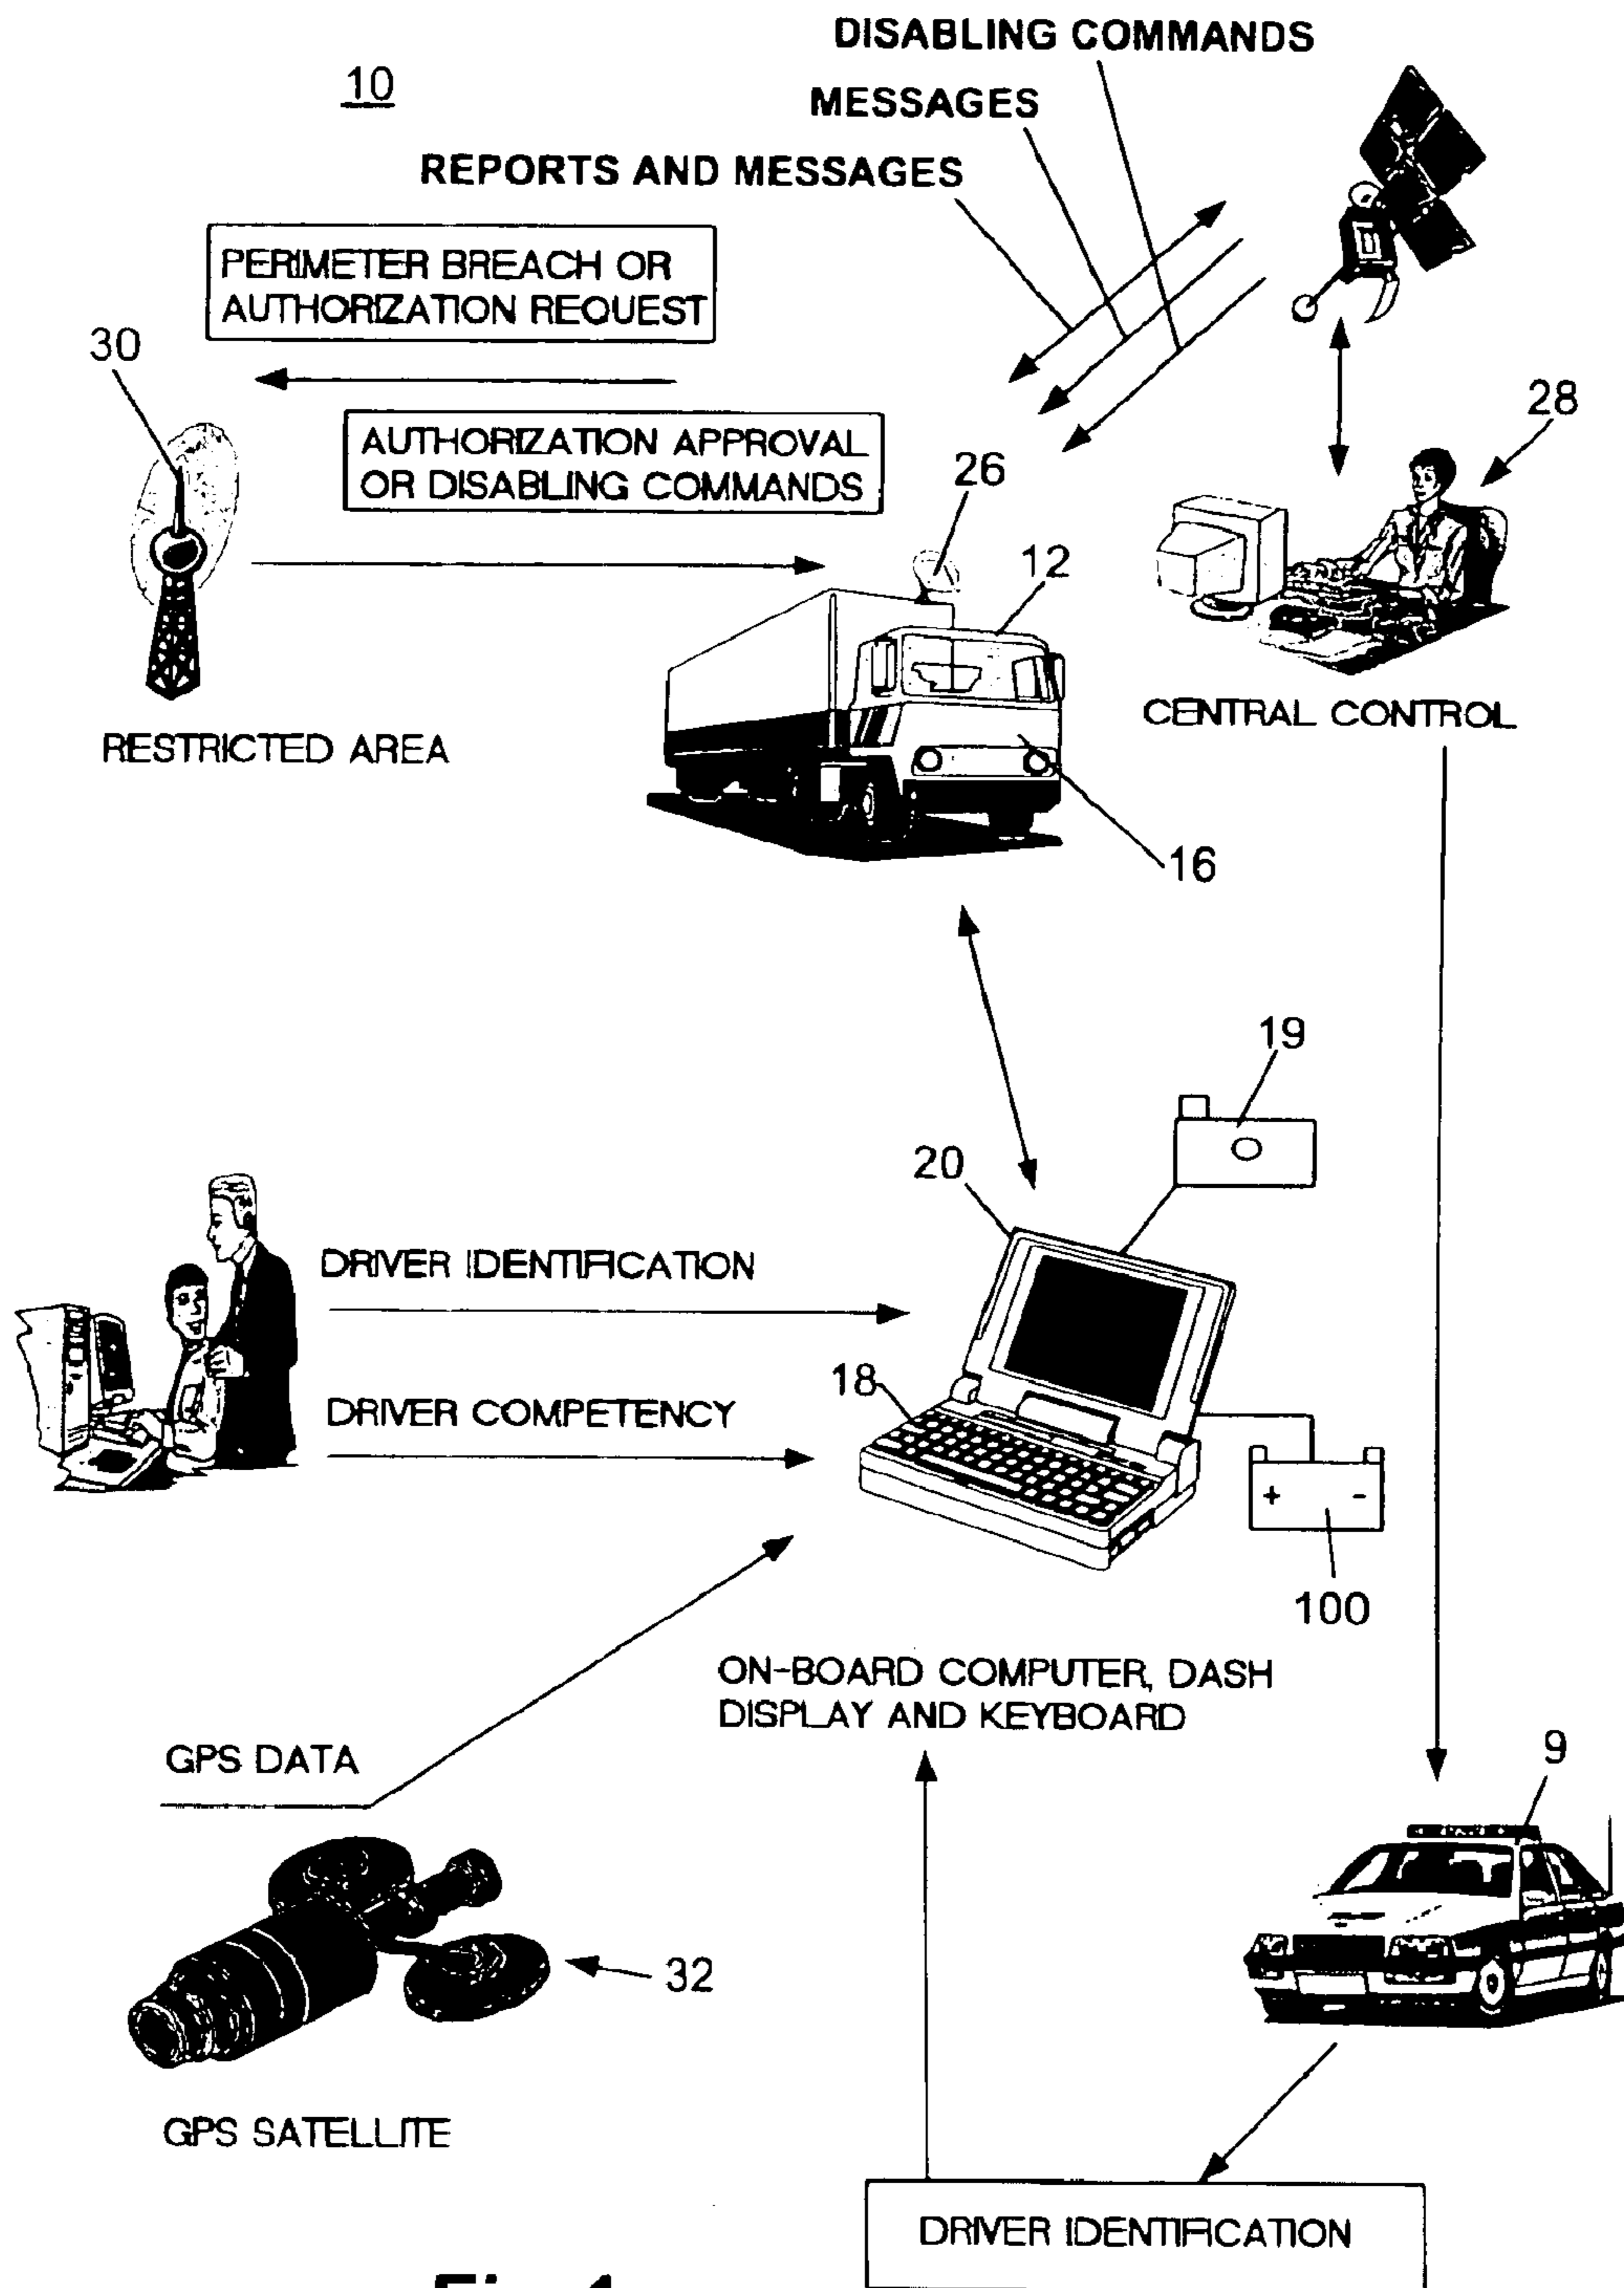 DISABLING COMMANDS
10
MESSAGES
REPORTS AND MESSAGES
PERIMETER BREACH OR
AUTHORIZATION REQUEST
30
28
AUTHORIZATION APPROVAL
OR DISABLING COMMANDS
26
12
CENTRAL CONTROL
RESTRICTED AREA
16
19
20
DRIVER IDENTIFICATION
18
DRIVER COMPETENCY
+ -
100
ON-BOARD COMPUTER, DASH
DISPLAY AND KEYBOARD
GPS DATA
9
32
GPS SATELLITE
DRIVER IDENTIFICATION